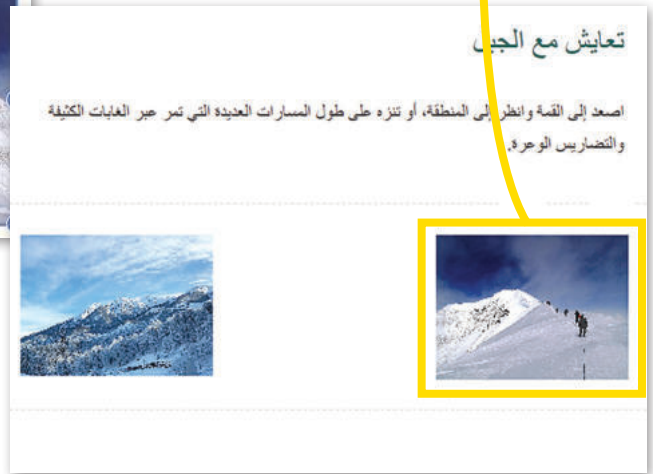 تعايش مع الجبل
اصعد إلى القمة وانظر إلى المنطقة، أو تنزه على طول المسارات العديدة التي تمر عبر الغابات الكثيفة
والتضاريس الوعرة.